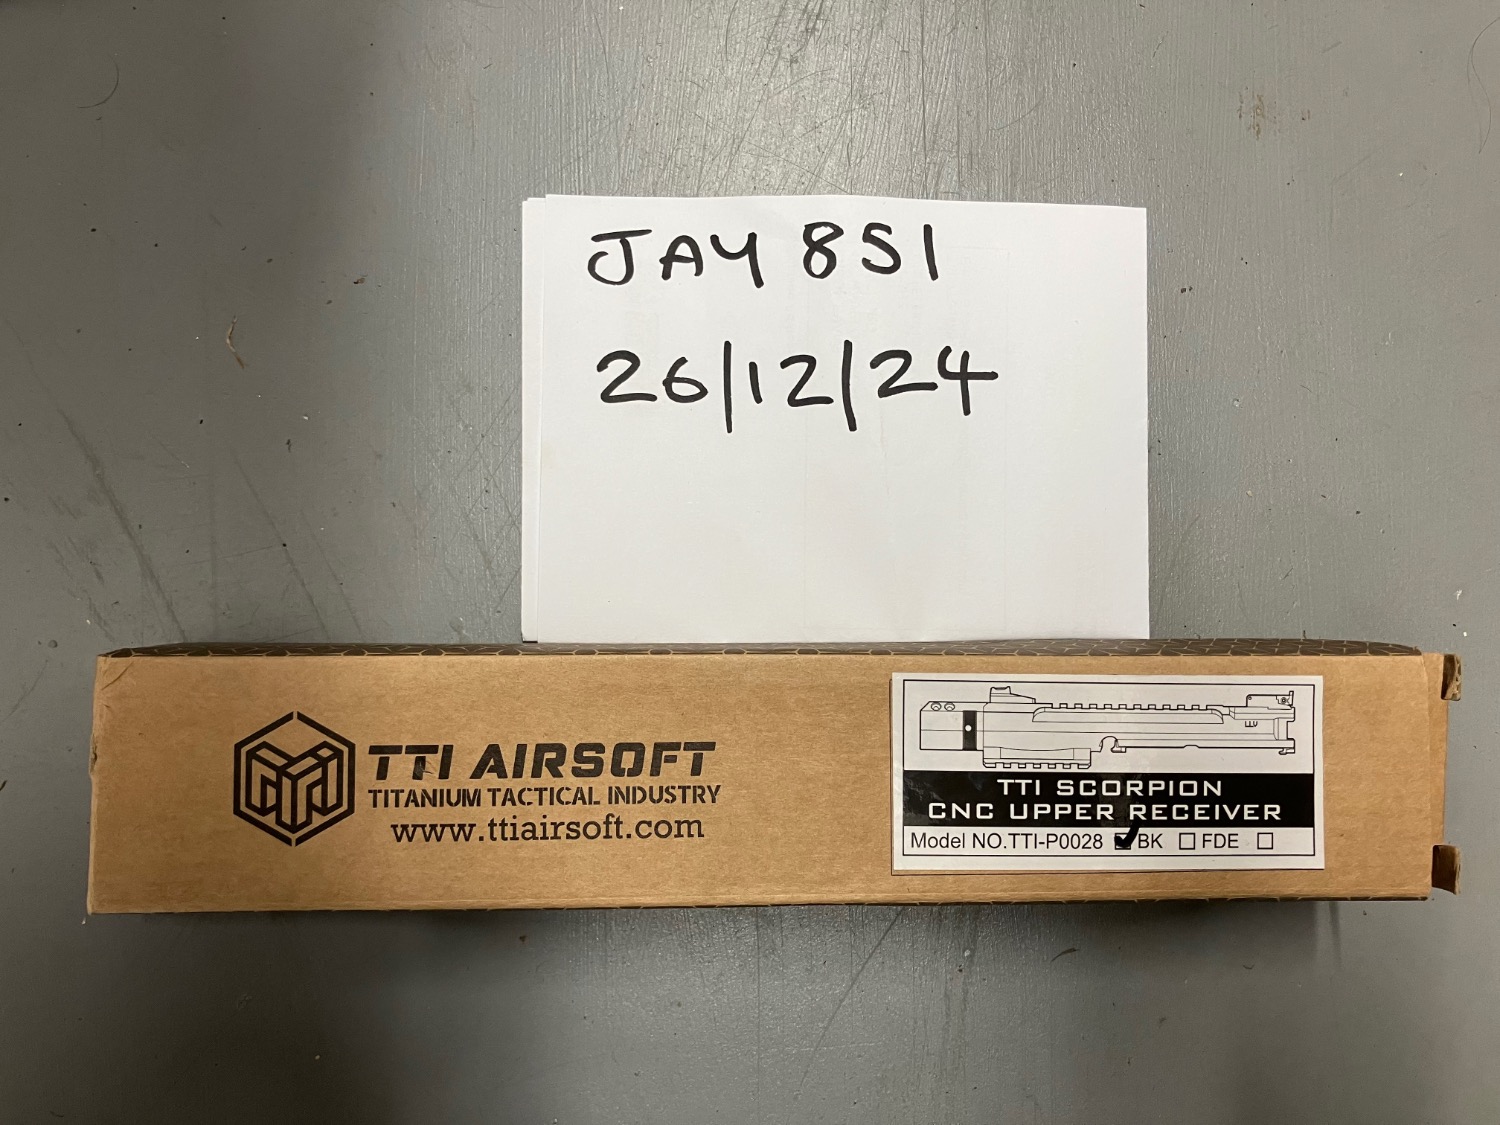 JAY 851
26/12/24
TTI AIRSOFT
TITANIUM TACTICAL INDUSTRY
www.ttiairsoft.com
TTI SCORPION
CNC UPPER RECEIVER
Model NO.TTI-P0028 ☑BK ☐FDE ☐